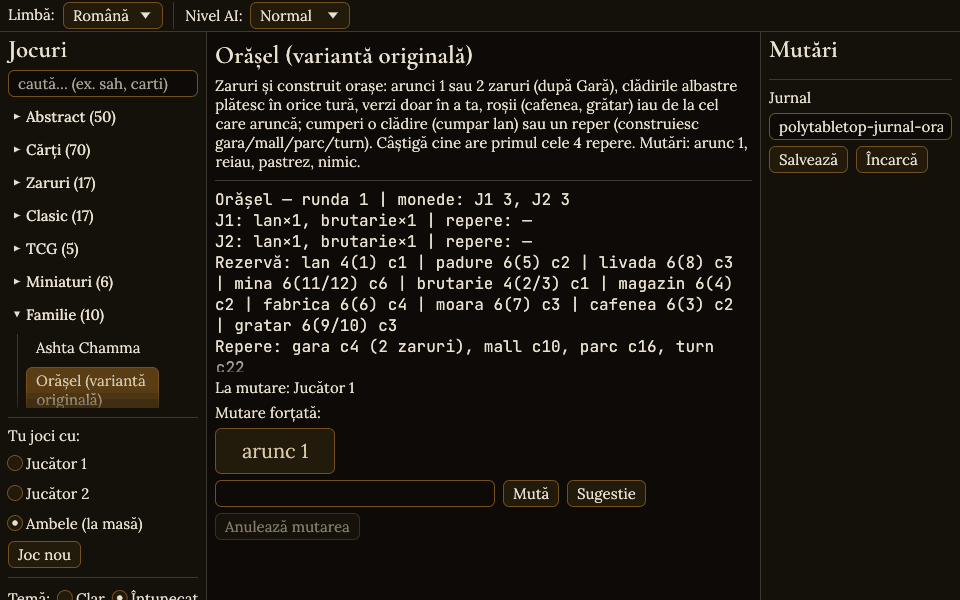 Limbă: Română Nivel AI: Normal
Jocuri
caută... (ex. sah, carti)
Abstract (50)
Cărți (70)
Zaruri (17)
Clasic (17)
TCG (5)
Miniaturi (6)
Familie (10)
Ashta Chamma
Orășel (variantă
originală)
Tu joci cu:
Jucător 1
Jucător 2
Ambele (la masă)
Joc nou
Temă: Clar Întunecat
Orășel (variantă originală)
Zaruri și construit orașe: arunci 1 sau 2 zaruri (după Gară), clădirile albastre
plătesc în orice tură, verzi doar în a ta, roșii (cafenea, grătar) iau de la cel
care aruncă; cumperi o clădire (cumpar lan) sau un reper (construiesc
gara/mall/parc/turn). Câștigă cine are primul cele 4 repere. Mutări: arunc 1,
reiau, pastrez, nimic.
Orășel — runda 1 | monede: J1 3, J2 3
J1: lan×1, brutarie×1 | repere: —
J2: lan×1, brutarie×1 | repere: —
Rezervă: lan 4(1) c1 | padure 6(5) c2 | livada 6(8) c3
| mina 6(11/12) c6 | brutarie 4(2/3) c1 | magazin 6(4)
c2 | fabrica 6(6) c4 | moara 6(7) c3 | cafenea 6(3) c2
| gratar 6(9/10) c3
Repere: gara c4 (2 zaruri), mall c10, parc c16, turn
c22
La mutare: Jucător 1
Mutare forțată:
arunc 1
Mută Sugestie
Anulează mutarea
Mutări
Jurnal
polytabletop-jurnal-ora
Salvează Încarcă